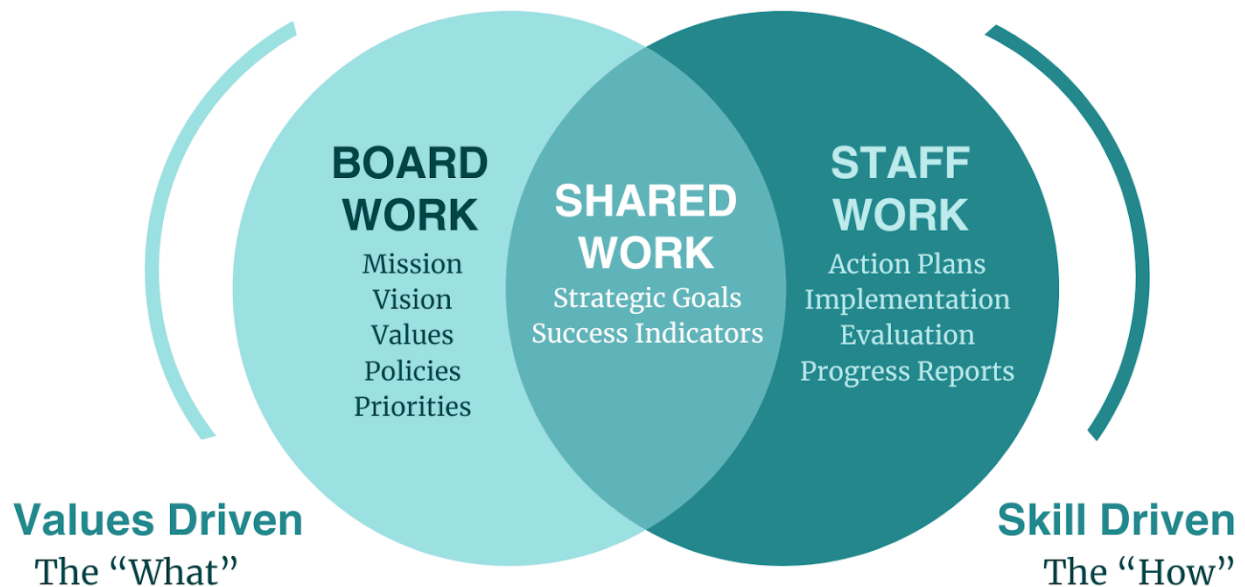 BOARD
WORK
Mission
Vision
Values
Policies
Priorities
SHARED
WORK
Strategic Goals
Success Indicators
STAFF
WORK
Action Plans
Implementation
Evaluation
Progress Reports
Values Driven
The “What”
Skill Driven
The “How”